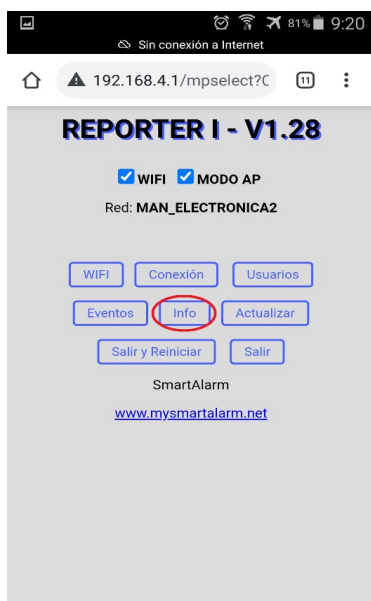 81% 9:20
Sin conexión a Internet
192.168.4.1/mpselect?C 11
REPORTER I - V1.28
WIFI MODO AP
Red: MAN_ELECTRONICA2
WIFI Conexión Usuarios
Eventos Info Actualizar
Salir y Reiniciar Salir
SmartAlarm
www.mysmartalarm.net